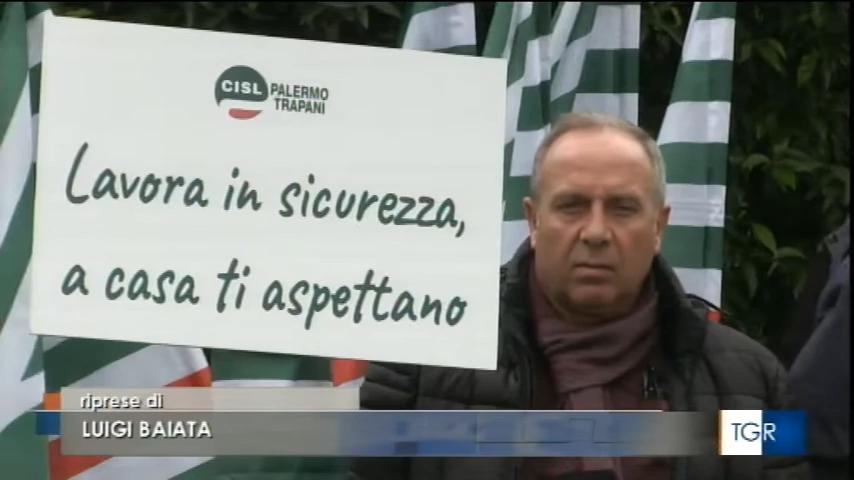 CISL
PALERMO
TRAPANI
Lavora in sicurezza,
a casa ti aspettano
riprese di
LUIGI BAIATA
TGR